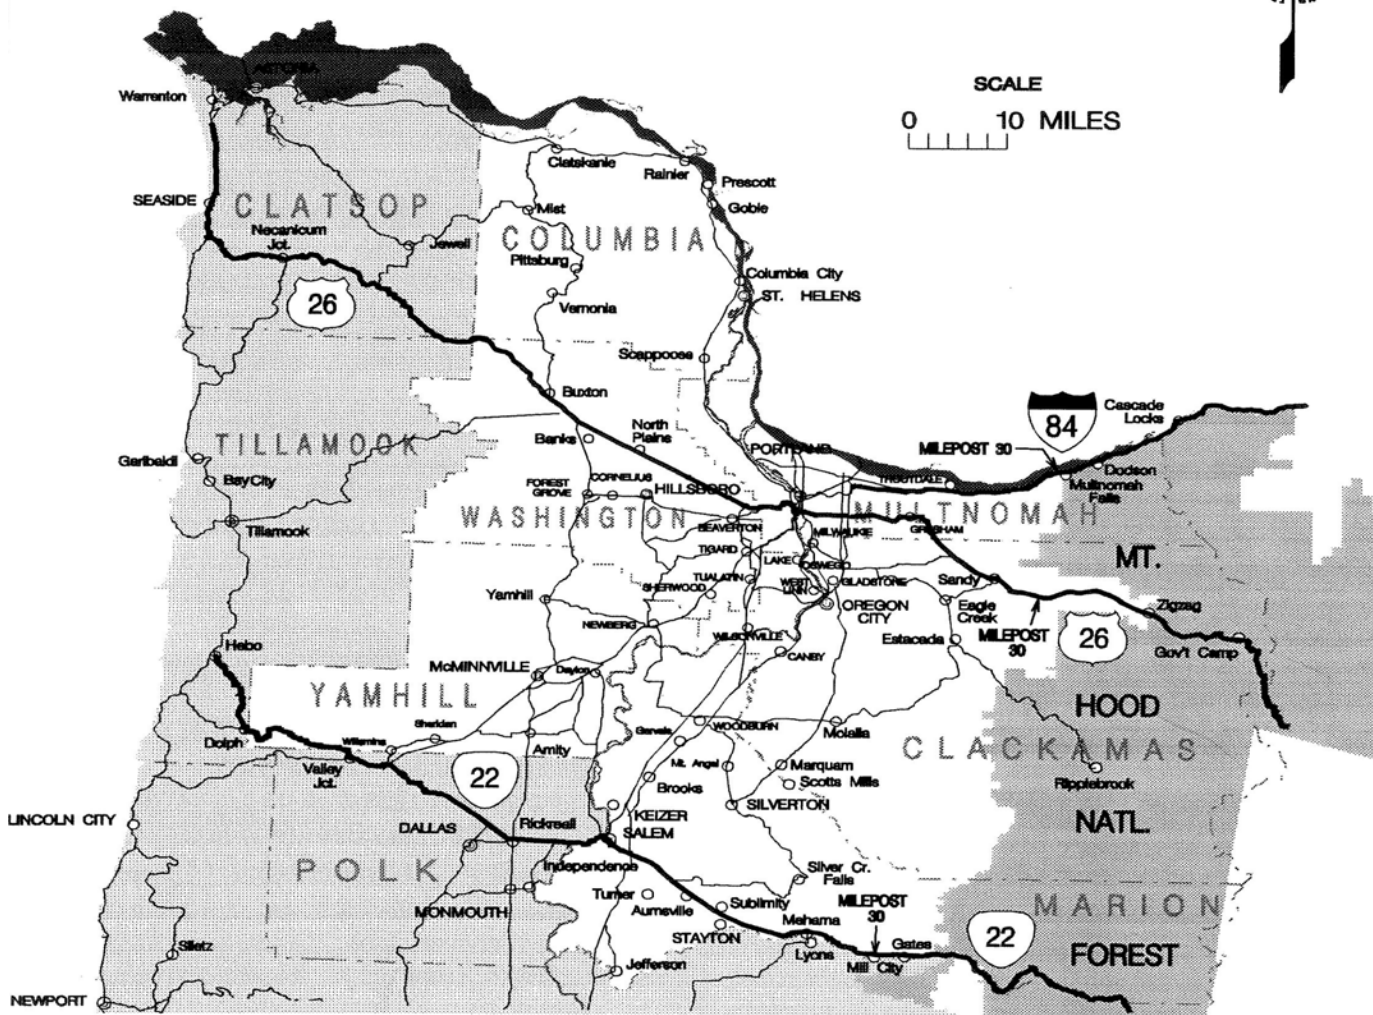 SCALE
0 10 MILES
ASTORIA
Warrenton
Clatskanie
Rainier
Prescott
Goble
SEASIDE
CLATSOP
Necanicum
Jct.
Mist
Jewell
COLUMBIA
Pittsburg
Columbia City
ST. HELENS
26
Vernonia
Scappoose
Buxton
Cascade
Locks
84
North
Plains
Banks
MILEPOST 30
PORTLAND
TILLAMOOK
Garibaldi
Bay City
Dodson
Multnomah
Falls
TROUTDALE
FOREST
GROVE
CORNELIUS
HILLSBORO
WASHINGTON
MULTNOMAH
Tillamook
BEAVERTON
MILWAUKIE
GRESHAM
TIGARD
LAKE
OSWEGO
MT.
TUALATIN
SHERWOOD
WEST
LINN
GLADSTONE
Sandy
Yamhill
OREGON
CITY
Eagle
Creek
Zigzag
NEWBERG
WILSONVILLE
Estacada
MILEPOST
30
26
Hebo
CANBY
Gov't Camp
McMINNVILLE
Dayton
YAMHILL
HOOD
Sheridan
WOODBURN
Molalla
Dolph
Willamina
Gervais
Amity
CLACKAMAS
Valley
Jct.
22
Mt. Angel
Marquam
Scotts Mills
Brooks
Ripplebrook
SILVERTON
LINCOLN CITY
KEIZER
NATL.
DALLAS
Rickreall
SALEM
POLK
Independence
Silver Cr.
Falls
Turner
Aumsville
Sublimity
MILEPOST
30
MARION
MONMOUTH
STAYTON
Mehama
22
Siletz
Lyons
Mill City
Gates
FOREST
Jefferson
NEWPORT